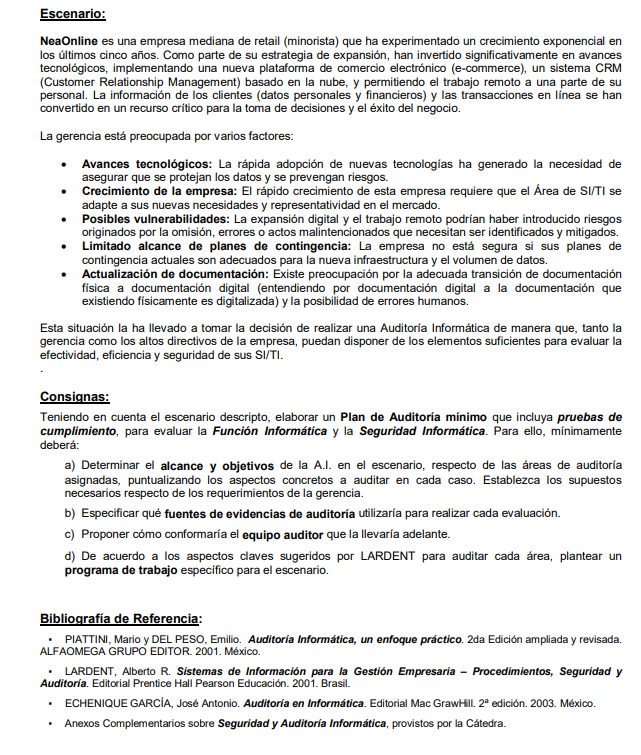 Escenario:
NeaOnline es una empresa mediana de retail (minorista) que ha experimentado un crecimiento exponencial en
los últimos cinco años. Como parte de su estrategia de expansión, han invertido significativamente en avances
tecnológicos, implementando una nueva plataforma de comercio electrónico (e-commerce), un sistema CRM
(Customer Relationship Management) basado en la nube, y permitiendo el trabajo remoto a una parte de su
personal. La información de los clientes (datos personales y financieros) y las transacciones en línea se han
convertido en un recurso crítico para la toma de decisiones y el éxito del negocio.
La gerencia está preocupada por varios factores:
• Avances tecnológicos: La rápida adopción de nuevas tecnologías ha generado la necesidad de
asegurar que se protejan los datos y se prevengan riesgos.
• Crecimiento de la empresa: El rápido crecimiento de esta empresa requiere que el Área de SI/TI se
adapte a sus nuevas necesidades y representatividad en el mercado.
• Posibles vulnerabilidades: La expansión digital y el trabajo remoto podrían haber introducido riesgos
originados por la omisión, errores o actos malintencionados que necesitan ser identificados y mitigados.
• Limitado alcance de planes de contingencia: La empresa no está segura si sus planes de
contingencia actuales son adecuados para la nueva infraestructura y el volumen de datos.
• Actualización de documentación: Existe preocupación por la adecuada transición de documentación
física a documentación digital (entendiendo por documentación digital a la documentación que
existiendo físicamente es digitalizada) y la posibilidad de errores humanos.
Esta situación la ha llevado a tomar la decisión de realizar una Auditoría Informática de manera que, tanto la
gerencia como los altos directivos de la empresa, puedan disponer de los elementos suficientes para evaluar la
efectividad, eficiencia y seguridad de sus SI/TI.
.
Consignas:
Teniendo en cuenta el escenario descripto, elaborar un Plan de Auditoría mínimo que incluya pruebas de
cumplimiento, para evaluar la Función Informática y la Seguridad Informática. Para ello, mínimamente
deberá:
a) Determinar el alcance y objetivos de la A.I. en el escenario, respecto de las áreas de auditoría
asignadas, puntualizando los aspectos concretos a auditar en cada caso. Establezca los supuestos
necesarios respecto de los requerimientos de la gerencia.
b) Especificar qué fuentes de evidencias de auditoría utilizaría para realizar cada evaluación.
c) Proponer cómo conformaría el equipo auditor que la llevaría adelante.
d) De acuerdo a los aspectos claves sugeridos por LARDENT para auditar cada área, plantear un
programa de trabajo específico para el escenario.
Bibliografía de Referencia:
▪ PIATTINI, Mario y DEL PESO, Emilio. Auditoría Informática, un enfoque práctico. 2da Edición ampliada y revisada.
ALFAOMEGA GRUPO EDITOR. 2001. México.
▪ LARDENT, Alberto R. Sistemas de Información para la Gestión Empresaria – Procedimientos, Seguridad y
Auditoría. Editorial Prentice Hall Pearson Educación. 2001. Brasil.
▪ ECHENIQUE GARCÍA, José Antonio. Auditoría en Informática. Editorial Mac GrawHill. 2ª edición. 2003. México.
▪ Anexos Complementarios sobre Seguridad y Auditoría Informática, provistos por la Cátedra.